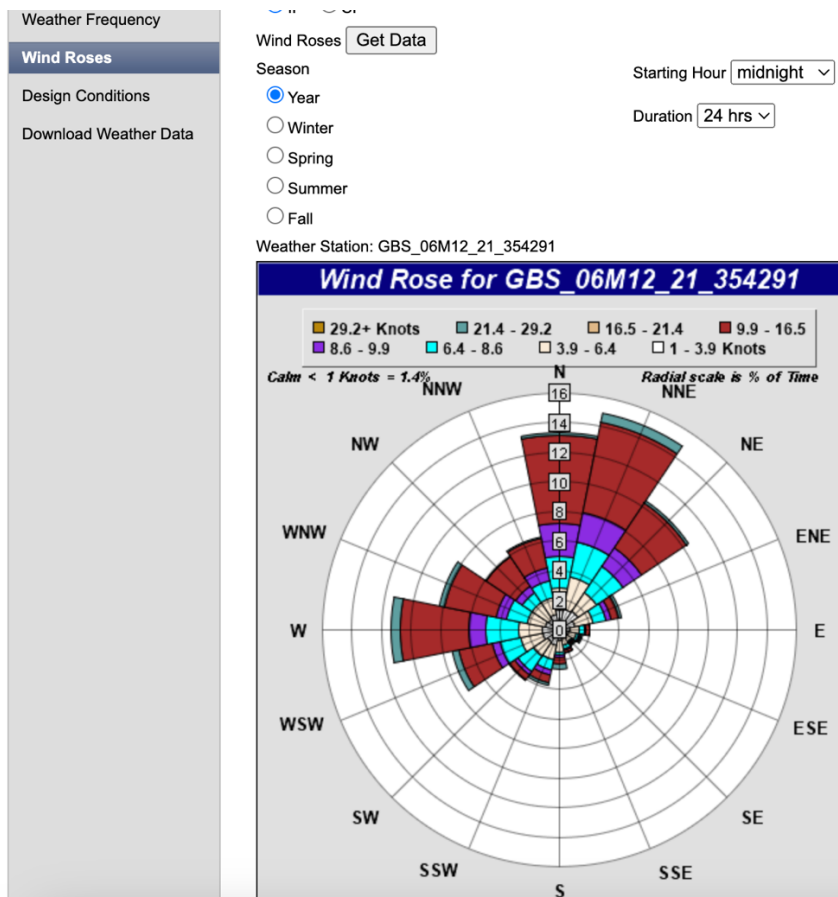 Weather Frequency
Wind Roses
Design Conditions
Download Weather Data
Wind Roses Get Data
Season
Year
Winter
Spring
Summer
Fall
Starting Hour midnight
Duration 24 hrs
Weather Station: GBS_06M12_21_354291
Wind Rose for GBS_06M12_21_354291
29.2+ Knots 21.4 - 29.2 16.5 - 21.4 9.9 - 16.5
8.6 - 9.9 6.4 - 8.6 3.9 - 6.4 1 - 3.9 Knots
Calm < 1 Knots = 1.4%
Radial scale is % of Time
N
NNW
NNE
NW
NE
WNW
ENE
W
E
WSW
ESE
SW
SE
SSW
SSE
S
16
14
12
10
8
6
4
2
0